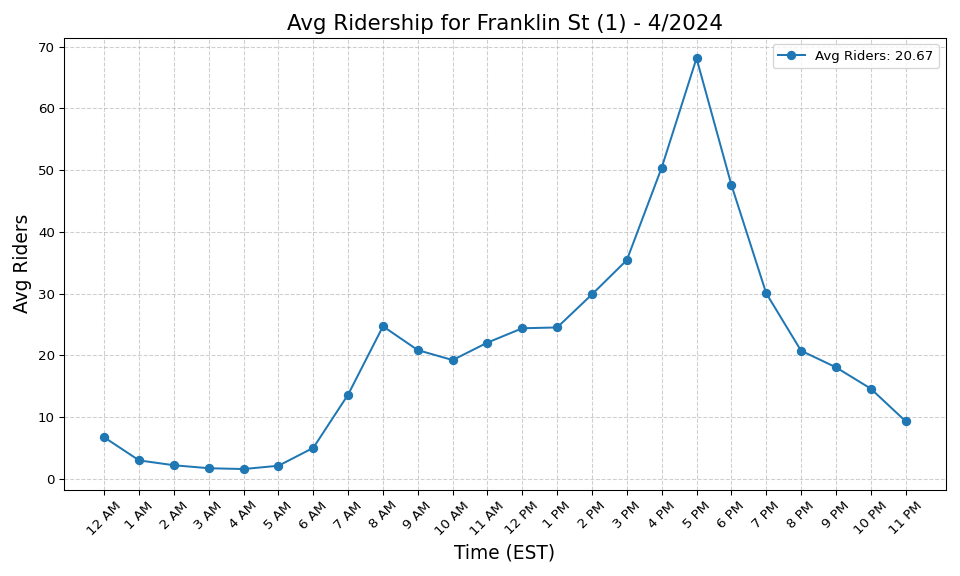 Avg Ridership for Franklin St (1) - 4/2024
Avg Riders: 20.67
Avg Riders
70
60
50
40
30
20
10
0
12 AM
1 AM
2 AM
3 AM
4 AM
5 AM
6 AM
7 AM
8 AM
9 AM
10 AM
11 AM
12 PM
1 PM
2 PM
3 PM
4 PM
5 PM
6 PM
7 PM
8 PM
9 PM
10 PM
11 PM
Time (EST)